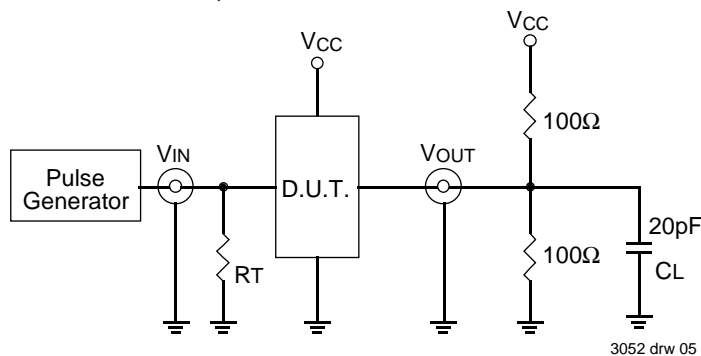 VCC
VCC
100Ω
VIN
VOUT
Pulse
Generator
D.U.T.
20pF
100Ω
RT
CL
3052 drw 05